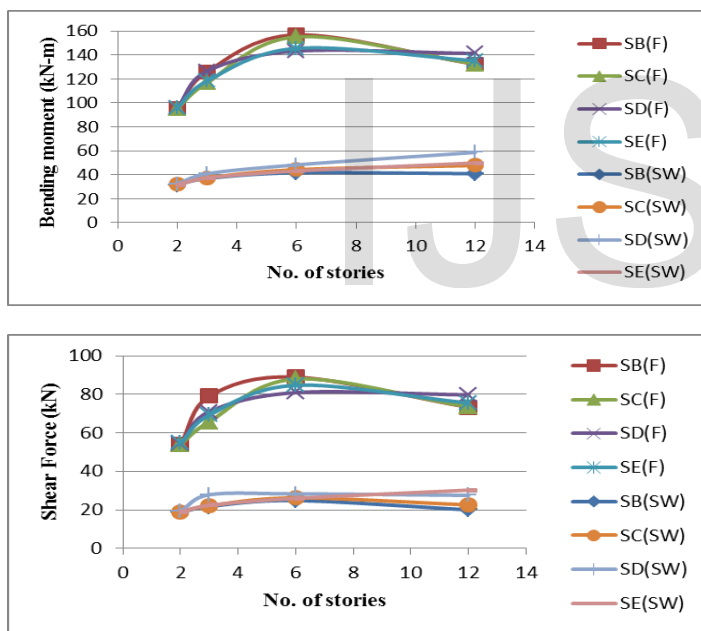 160
140
120
100
80
60
40
20
0
Bending moment (kN-m)
0 2 4 6 8 10 12 14
No. of stories
SB(F)
SC(F)
SD(F)
SE(F)
SB(SW)
SC(SW)
SD(SW)
SE(SW)
IJS
100
80
60
40
20
0
Shear Force (kN)
0 2 4 6 8 10 12 14
No. of stories
SB(F)
SC(F)
SD(F)
SE(F)
SB(SW)
SC(SW)
SD(SW)
SE(SW)